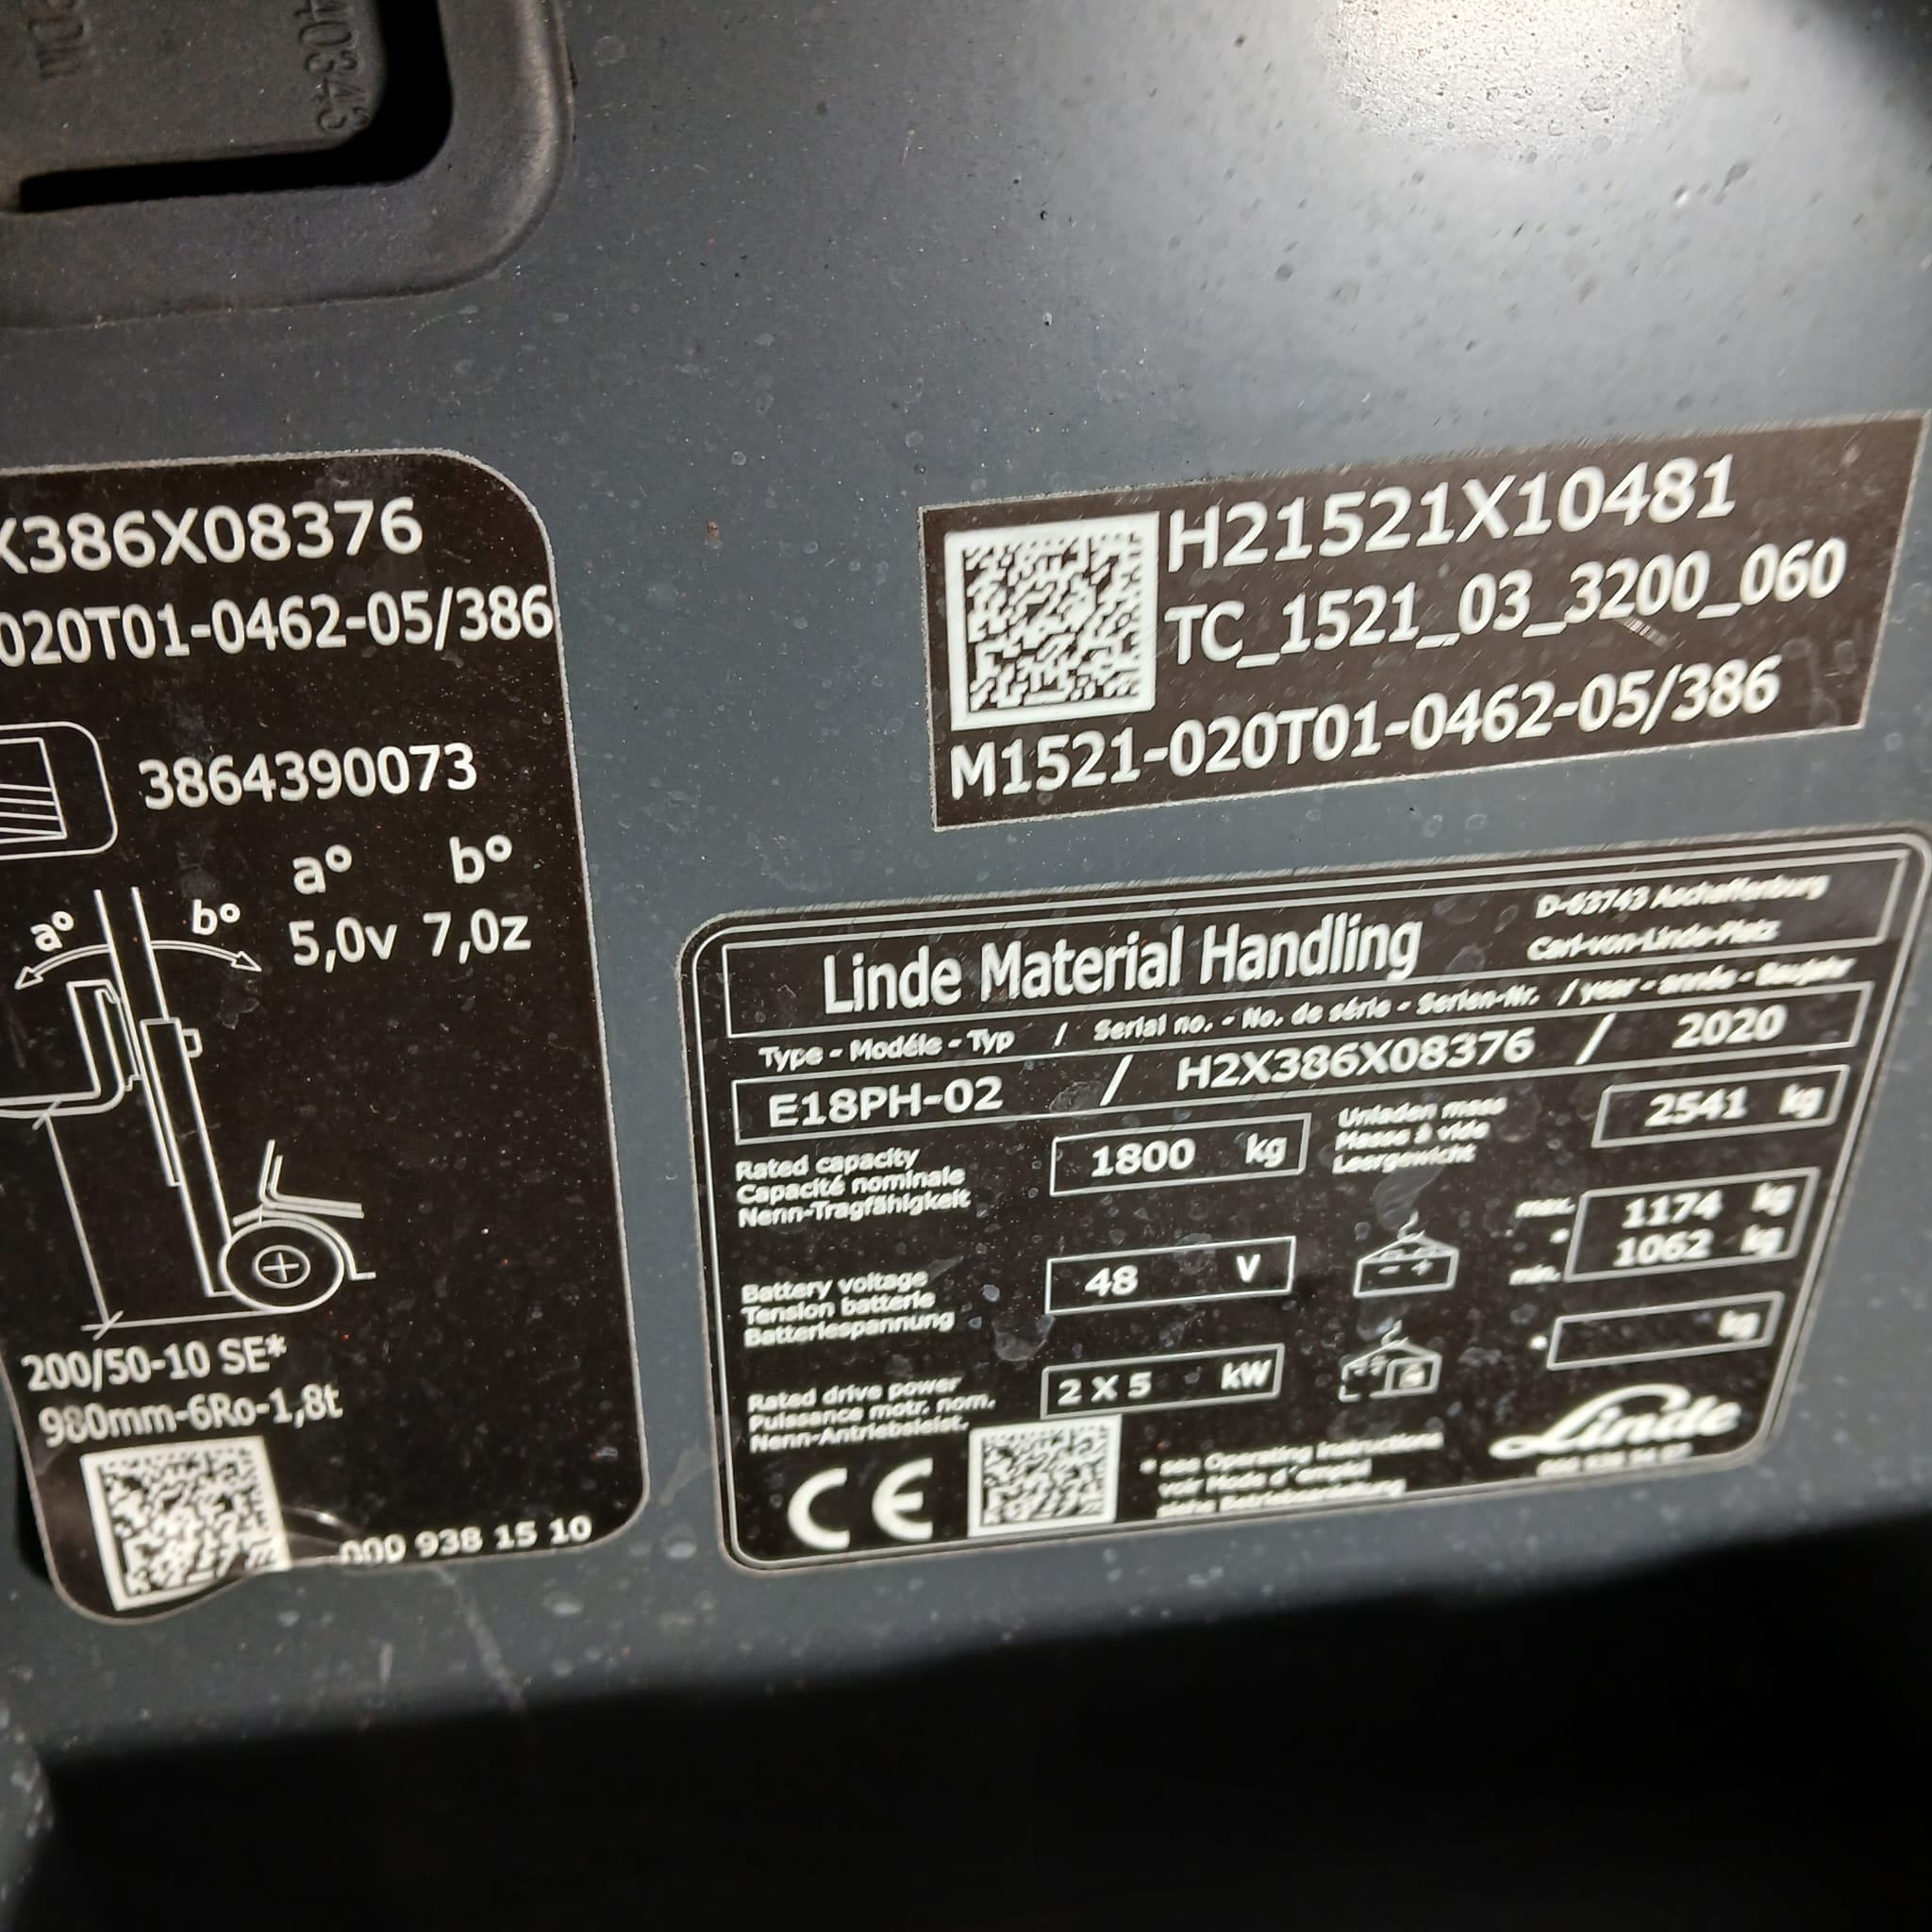 X386X08376
020T01-0462-05/386
3864390073
a° b°
a° b° 5,0v 7,0z
200/50-10 SE*
980mm-6Ro-1,8t
000 938 15 10
H21521X10481
TC_1521_03_3200_060
M1521-020T01-0462-05/386
Linde Material Handling
D-63743 Aschaffenburg
Carl-von-Linde-Platz
Type - Modéle - Typ / Serial no. - No. de série - Serien-Nr. / year - année - Baujahr
E18PH-02 / H2X386X08376 / 2020
Rated capacity
Capacité nominale
Nenn-Tragfähigkeit
1800 kg
Unladen mass
Masse à vide
Leergewicht
2541 kg
Battery voltage
Tension batterie
Batteriespannung
48 V
max. 1174 kg
* 
min. 1062 kg
Rated drive power
Puissance motr. nom.
Nenn-Antriebsleist.
2 X 5 kW
* kg
CE
* see Operating Instructions
voir Mode d'emploi
siehe Betriebsanleitung
Linde